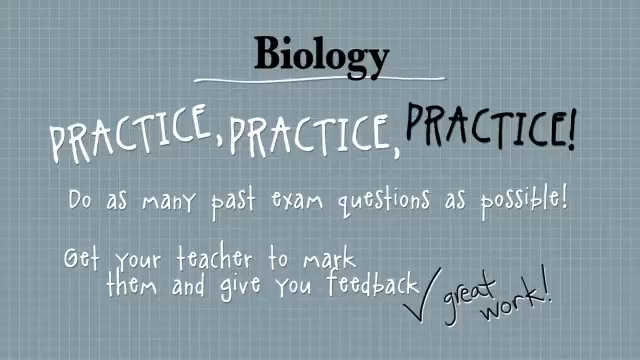 Biology
PRACTICE, PRACTICE, PRACTICE!
Do as many past exam questions as possible!
Get your teacher to mark
them and give you feedback
great
work!